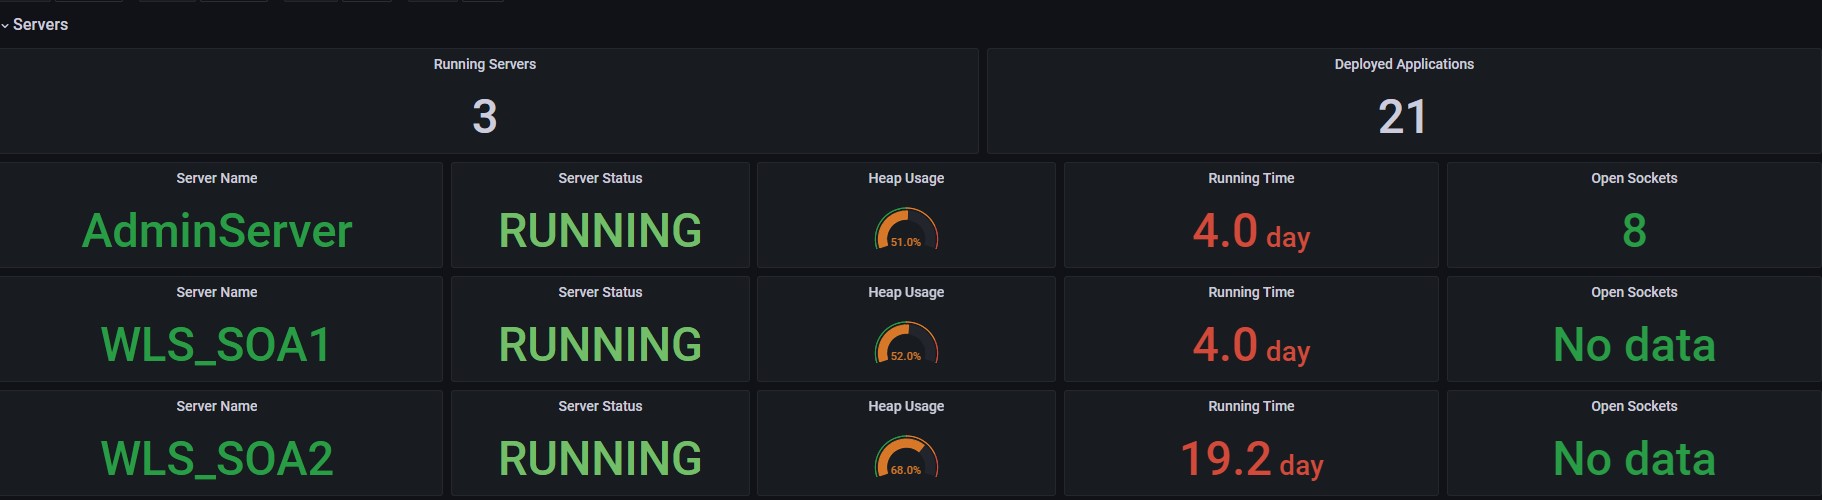 Servers
Running Servers
Deployed Applications
3
21
Server Name
Server Status
Heap Usage
Running Time
Open Sockets
AdminServer
RUNNING
51.0%
4.0 day
8
Server Name
Server Status
Heap Usage
Running Time
Open Sockets
WLS_SOA1
RUNNING
52.0%
4.0 day
No data
Server Name
Server Status
Heap Usage
Running Time
Open Sockets
WLS_SOA2
RUNNING
68.0%
19.2 day
No data